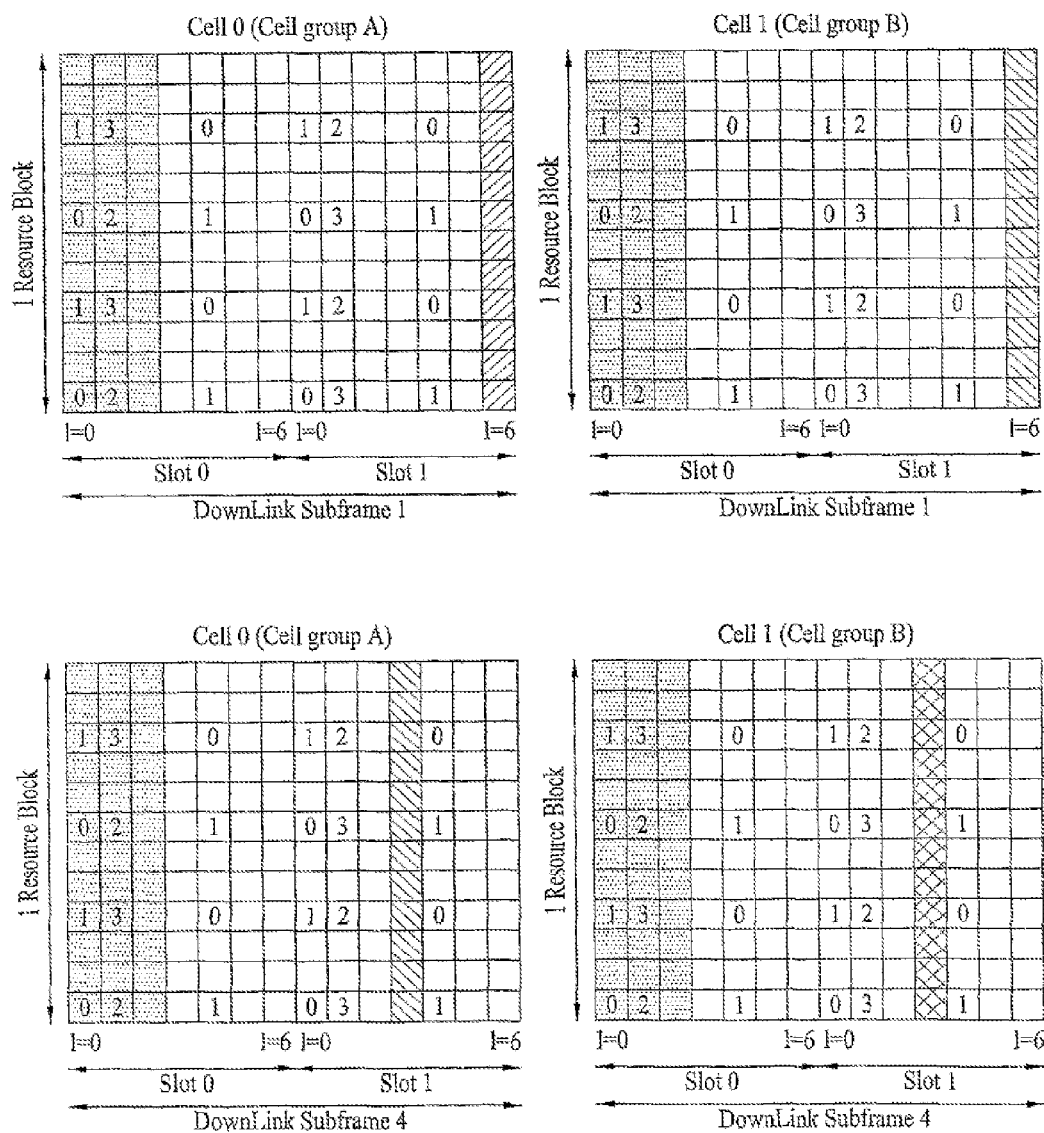 Cell 0 (Cell group A)
1 Resource Block
1 3 0 1 2 0
0 2 1 0 3 1
1 3 0 1 2 0
0 2 1 0 3 1
l=0 l=6 l=0 l=6
Slot 0 Slot 1
DownLink Subframe 1
Cell 1 (Cell group B)
1 Resource Block
1 3 0 1 2 0
0 2 1 0 3 1
1 3 0 1 2 0
0 2 1 0 3 1
l=0 l=6 l=0 l=6
Slot 0 Slot 1
DownLink Subframe 1
Cell 0 (Cell group A)
1 Resource Block
1 3 0 1 2 0
0 2 1 0 3 1
1 3 0 1 2 0
0 2 1 0 3 1
l=0 l=6 l=0 l=6
Slot 0 Slot 1
DownLink Subframe 4
Cell 1 (Cell group B)
1 Resource Block
1 3 0 1 2 0
0 2 1 0 3 1
1 3 0 1 2 0
0 2 1 0 3 1
l=0 l=6 l=0 l=6
Slot 0 Slot 1
DownLink Subframe 4